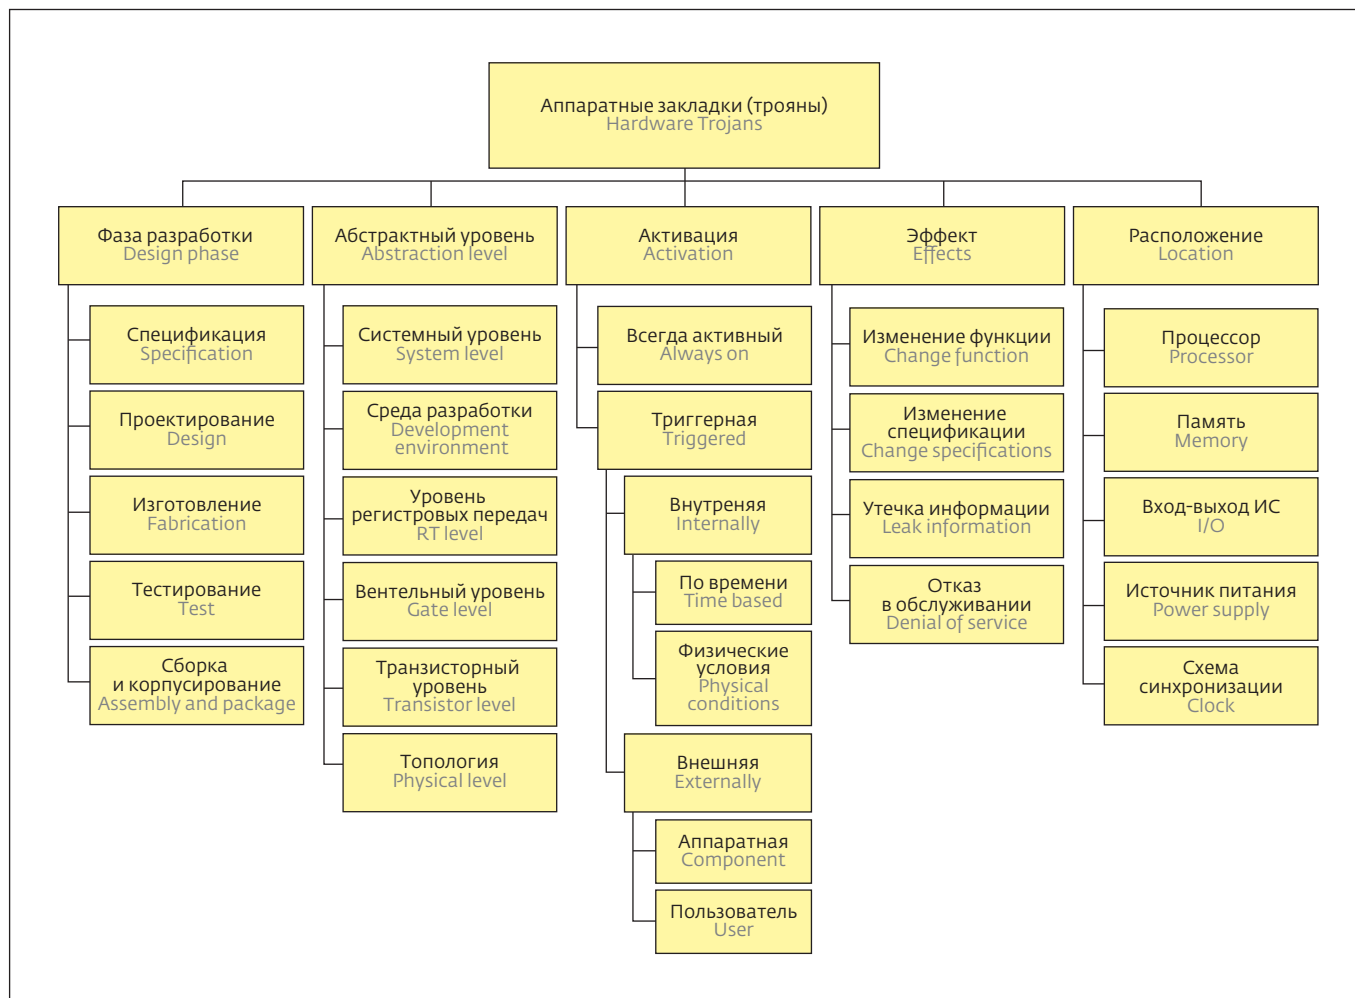 Аппаратные закладки (трояны)
Hardware Trojans
Фаза разработки
Design phase
Спецификация
Specification
Проектирование
Design
Изготовление
Fabrication
Тестирование
Test
Сборка
и корпусирование
Assembly and package
Абстрактный уровень
Abstraction level
Системный уровень
System level
Среда разработки
Development
environment
Уровень
регистровых передач
RT level
Вентельный уровень
Gate level
Транзисторный
уровень
Transistor level
Топология
Physical level
Активация
Activation
Всегда активный
Always on
Триггерная
Triggered
Внутреняя
Internally
По времени
Time based
Физические
условия
Physical
conditions
Внешняя
Externally
Аппаратная
Component
Пользователь
User
Эффект
Effects
Изменение функции
Change function
Изменение
спецификации
Change specifications
Утечка информации
Leak information
Отказ
в обслуживании
Denial of service
Расположение
Location
Процессор
Processor
Память
Memory
Вход-выход ИС
I/O
Источник питания
Power supply
Схема
синхронизации
Clock